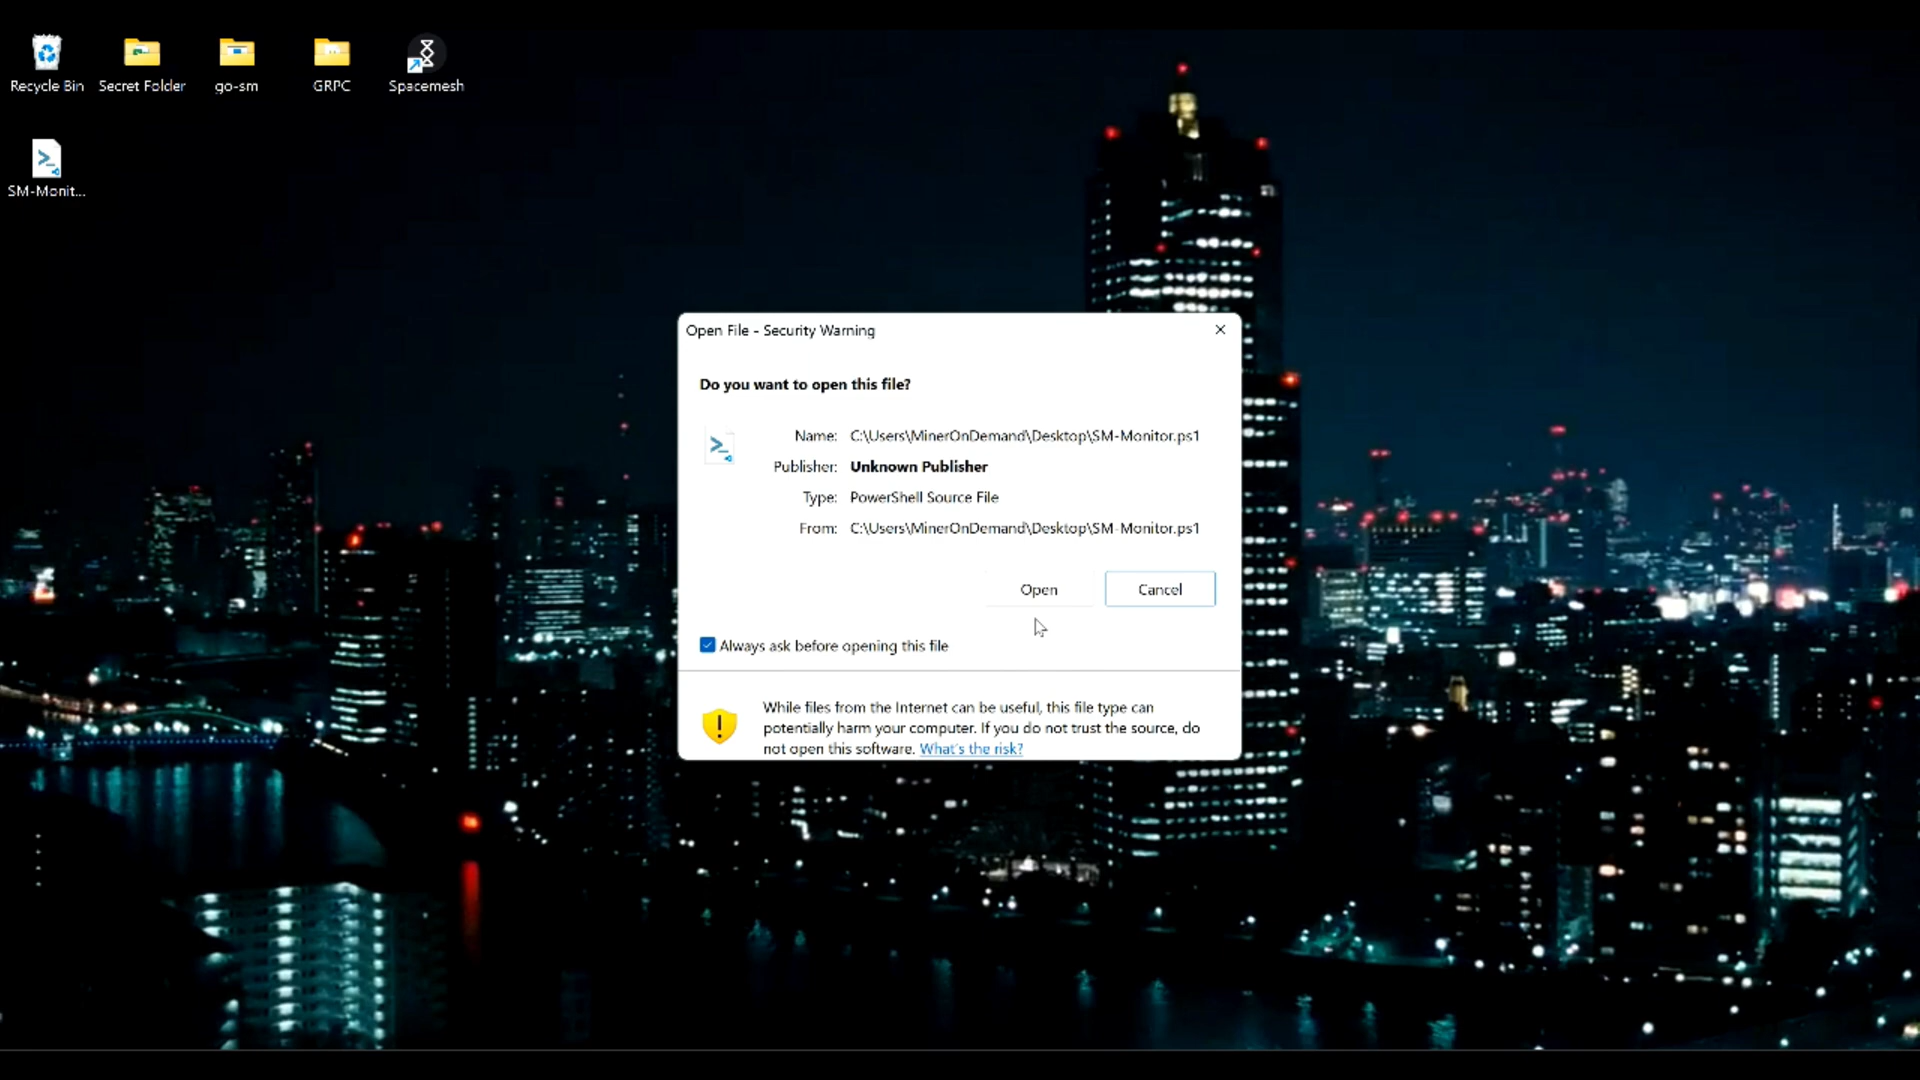 Recycle Bin
Secret Folder
go-sm
GRPC
Spacemesh
SM-Monit...
Open File - Security Warning
Do you want to open this file?
Name: C:\Users\MinerOnDemand\Desktop\SM-Monitor.ps1
Publisher: Unknown Publisher
Type: PowerShell Source File
From: C:\Users\MinerOnDemand\Desktop\SM-Monitor.ps1
Open
Cancel
Always ask before opening this file
While files from the Internet can be useful, this file type can
potentially harm your computer. If you do not trust the source, do
not open this software. What's the risk?